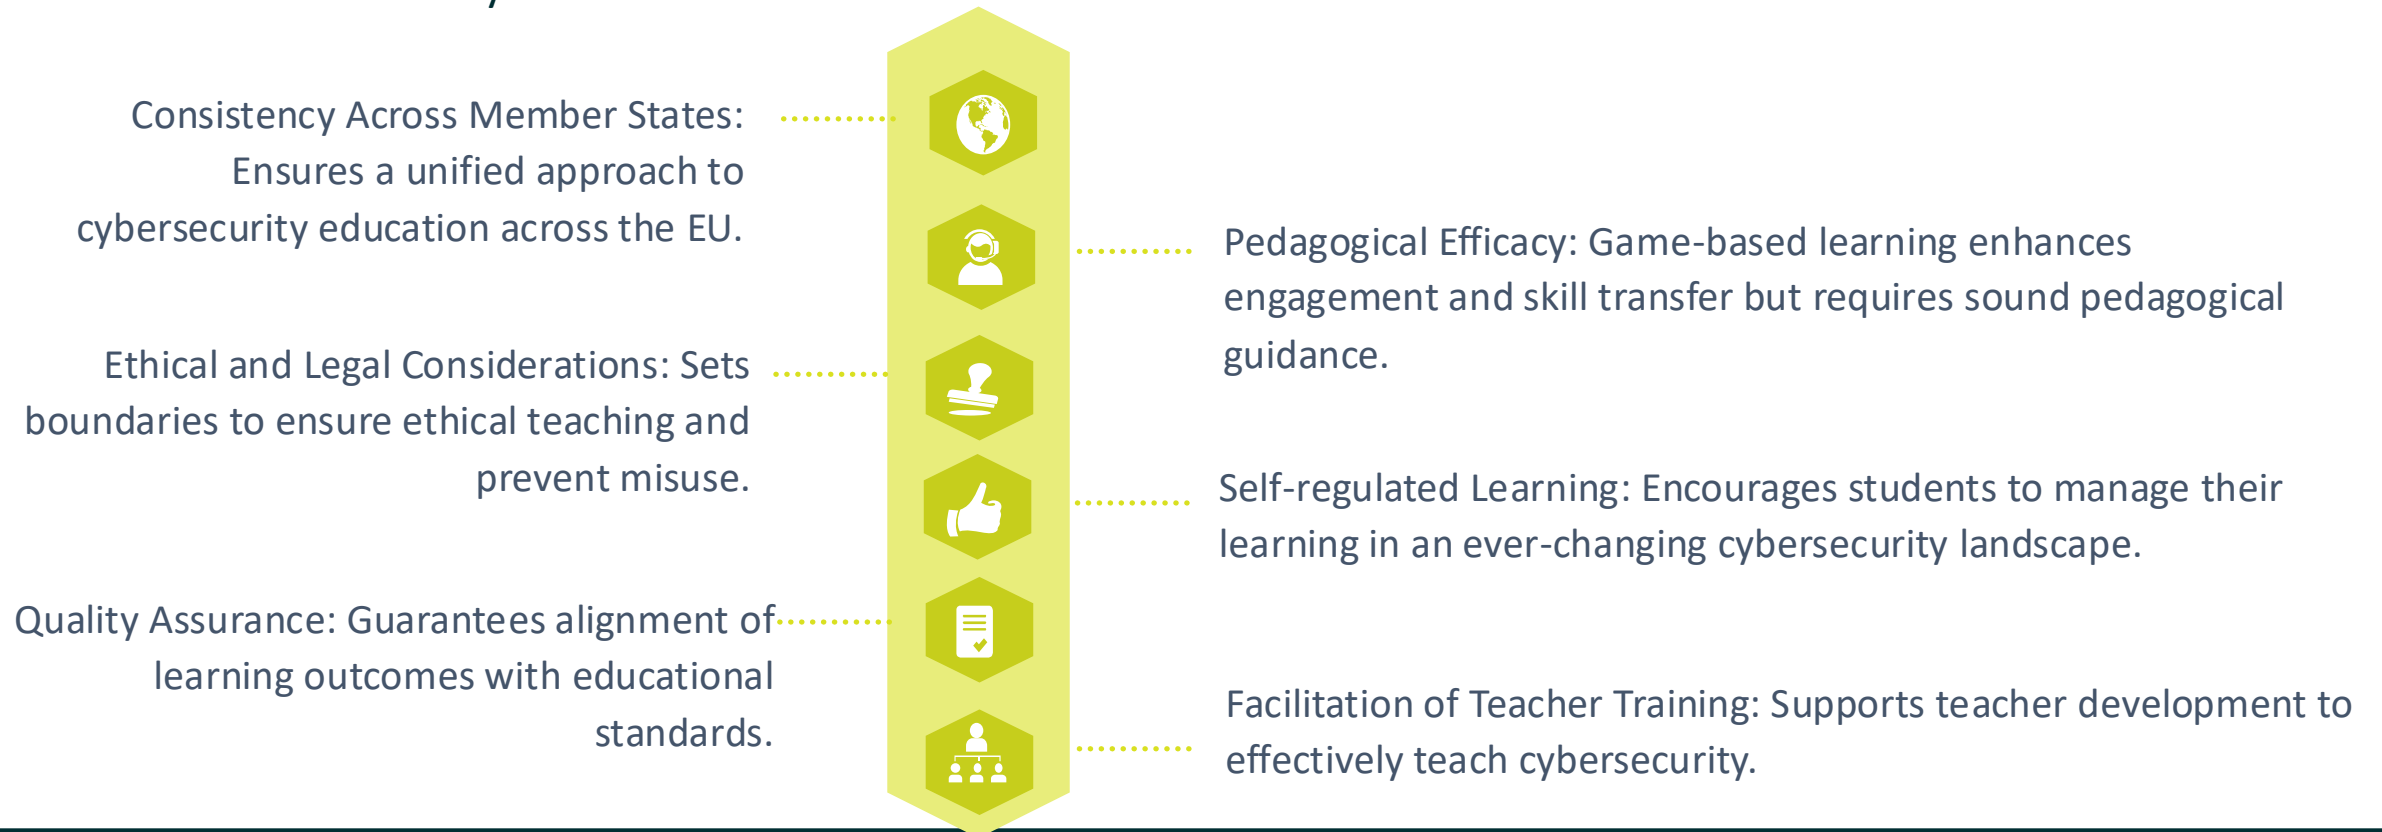 Consistency Across Member States:
Ensures a unified approach to
cybersecurity education across the EU.
Pedagogical Efficacy: Game-based learning enhances
engagement and skill transfer but requires sound pedagogical
guidance.
Ethical and Legal Considerations: Sets
boundaries to ensure ethical teaching and
prevent misuse.
Self-regulated Learning: Encourages students to manage their
learning in an ever-changing cybersecurity landscape.
Quality Assurance: Guarantees alignment of
learning outcomes with educational
standards.
Facilitation of Teacher Training: Supports teacher development to
effectively teach cybersecurity.